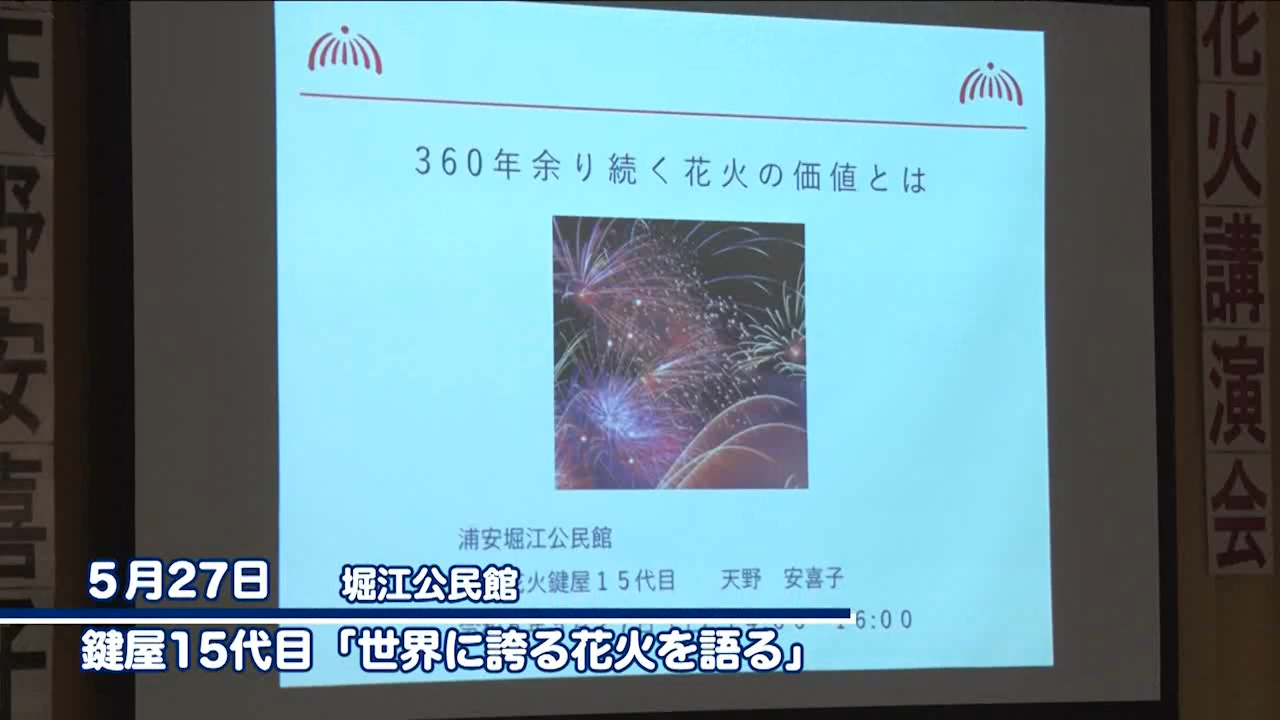 天野安喜子
花火講演会
360年余り続く花火の価値とは
浦安堀江公民館
花火鍵屋15代目 天野 安喜子
16:00
5月27日 堀江公民館
鍵屋15代目「世界に誇る花火を語る」